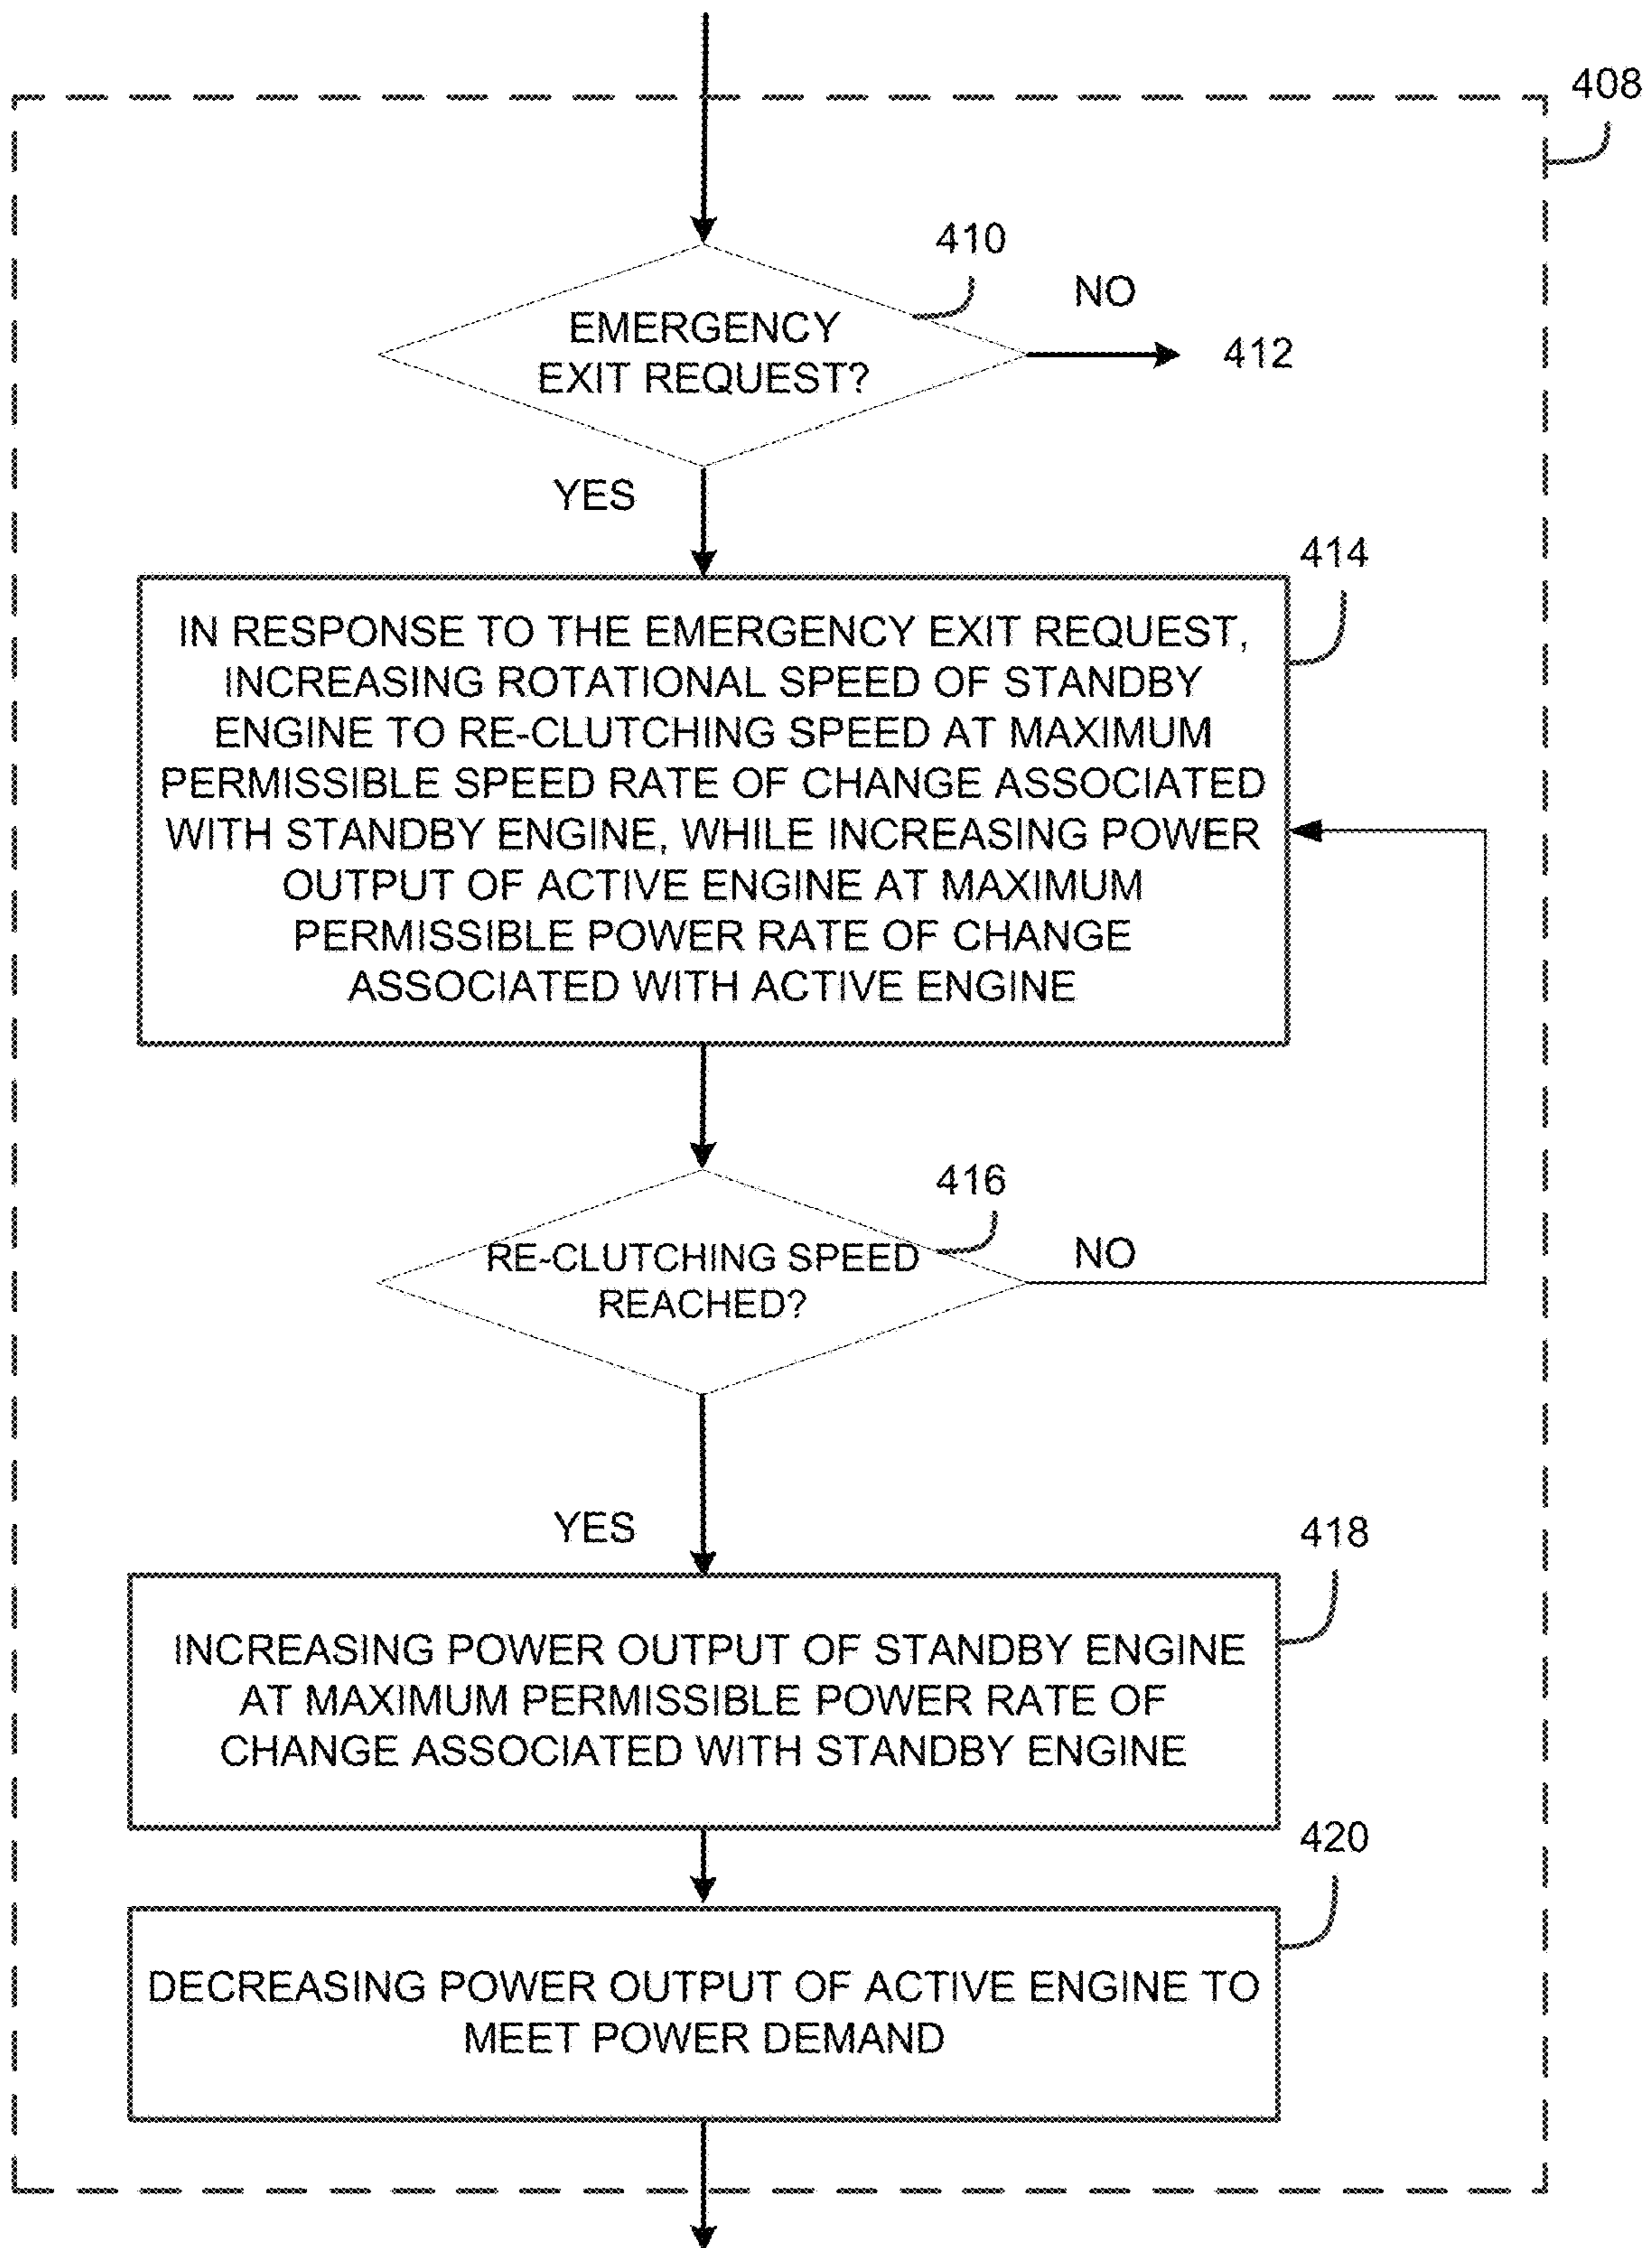 408
410
NO
EMERGENCY
EXIT REQUEST?
412
YES
414
IN RESPONSE TO THE EMERGENCY EXIT REQUEST,
INCREASING ROTATIONAL SPEED OF STANDBY
ENGINE TO RE-CLUTCHING SPEED AT MAXIMUM
PERMISSIBLE SPEED RATE OF CHANGE ASSOCIATED
WITH STANDBY ENGINE, WHILE INCREASING POWER
OUTPUT OF ACTIVE ENGINE AT MAXIMUM
PERMISSIBLE POWER RATE OF CHANGE
ASSOCIATED WITH ACTIVE ENGINE
416
RE-CLUTCHING SPEED
REACHED?
NO
YES
418
INCREASING POWER OUTPUT OF STANDBY ENGINE
AT MAXIMUM PERMISSIBLE POWER RATE OF
CHANGE ASSOCIATED WITH STANDBY ENGINE
420
DECREASING POWER OUTPUT OF ACTIVE ENGINE TO
MEET POWER DEMAND